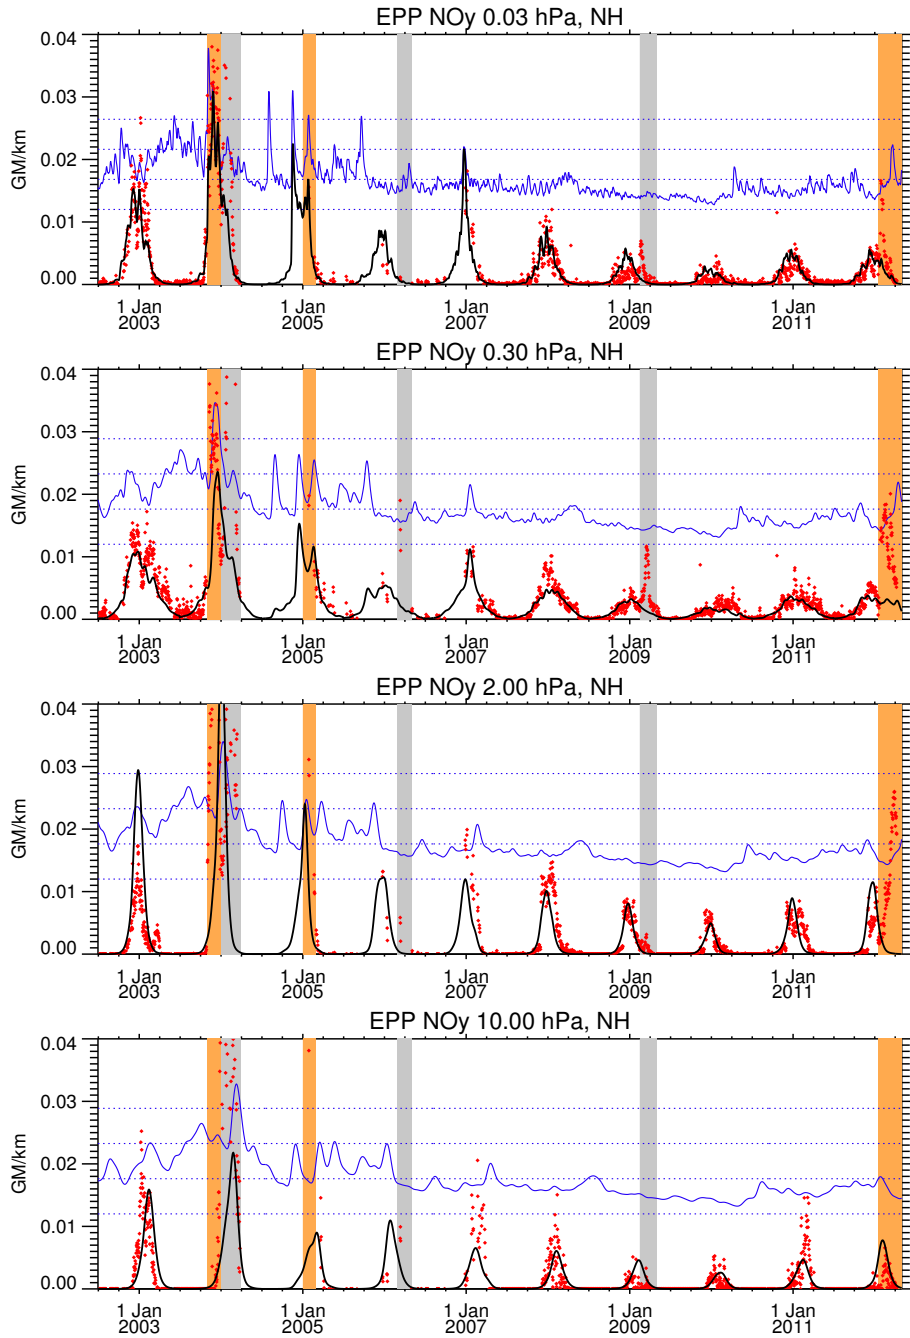 EPP NOy 0.03 hPa, NH
0.04
0.03
0.02
0.01
0.00
GM/km
1 Jan 1 Jan 1 Jan 1 Jan 1 Jan
2003 2005 2007 2009 2011
EPP NOy 0.30 hPa, NH
0.04
0.03
0.02
0.01
0.00
GM/km
1 Jan 1 Jan 1 Jan 1 Jan 1 Jan
2003 2005 2007 2009 2011
EPP NOy 2.00 hPa, NH
0.04
0.03
0.02
0.01
0.00
GM/km
1 Jan 1 Jan 1 Jan 1 Jan 1 Jan
2003 2005 2007 2009 2011
EPP NOy 10.00 hPa, NH
0.04
0.03
0.02
0.01
0.00
GM/km
1 Jan 1 Jan 1 Jan 1 Jan 1 Jan
2003 2005 2007 2009 2011